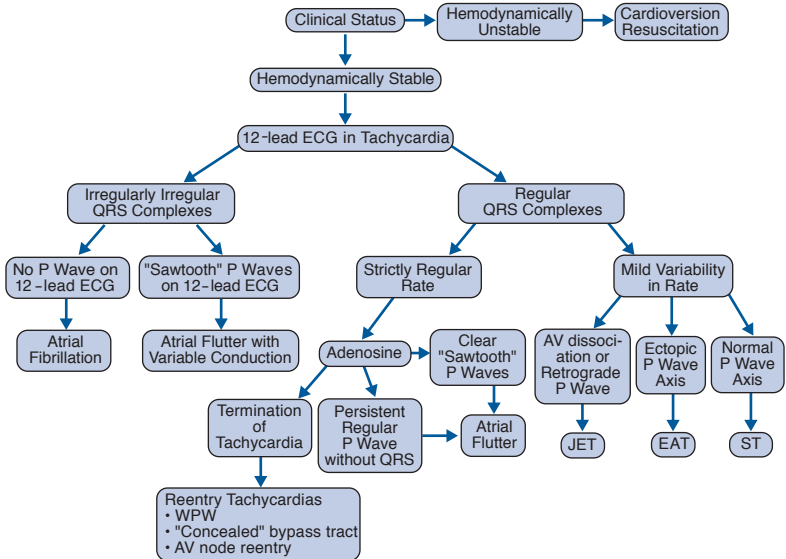 Clinical Status
Hemodynamically
Unstable
Cardioversion
Resuscitation
Hemodynamically Stable
12-lead ECG in Tachycardia
Irregularly Irregular
QRS Complexes
Regular
QRS Complexes
No P Wave on
12-lead ECG
"Sawtooth" P Waves
on 12-lead ECG
Strictly Regular
Rate
Mild Variability
in Rate
Atrial
Fibrillation
Atrial Flutter with
Variable Conduction
Adenosine
Clear
"Sawtooth"
P Waves
AV dissoci-
ation or
Retrograde
P Wave
Ectopic
P Wave
Axis
Normal
P Wave
Axis
Termination
of
Tachycardia
Persistent
Regular
P Wave
without QRS
Atrial
Flutter
JET
EAT
ST
Reentry Tachycardias
• WPW
• "Concealed" bypass tract
• AV node reentry